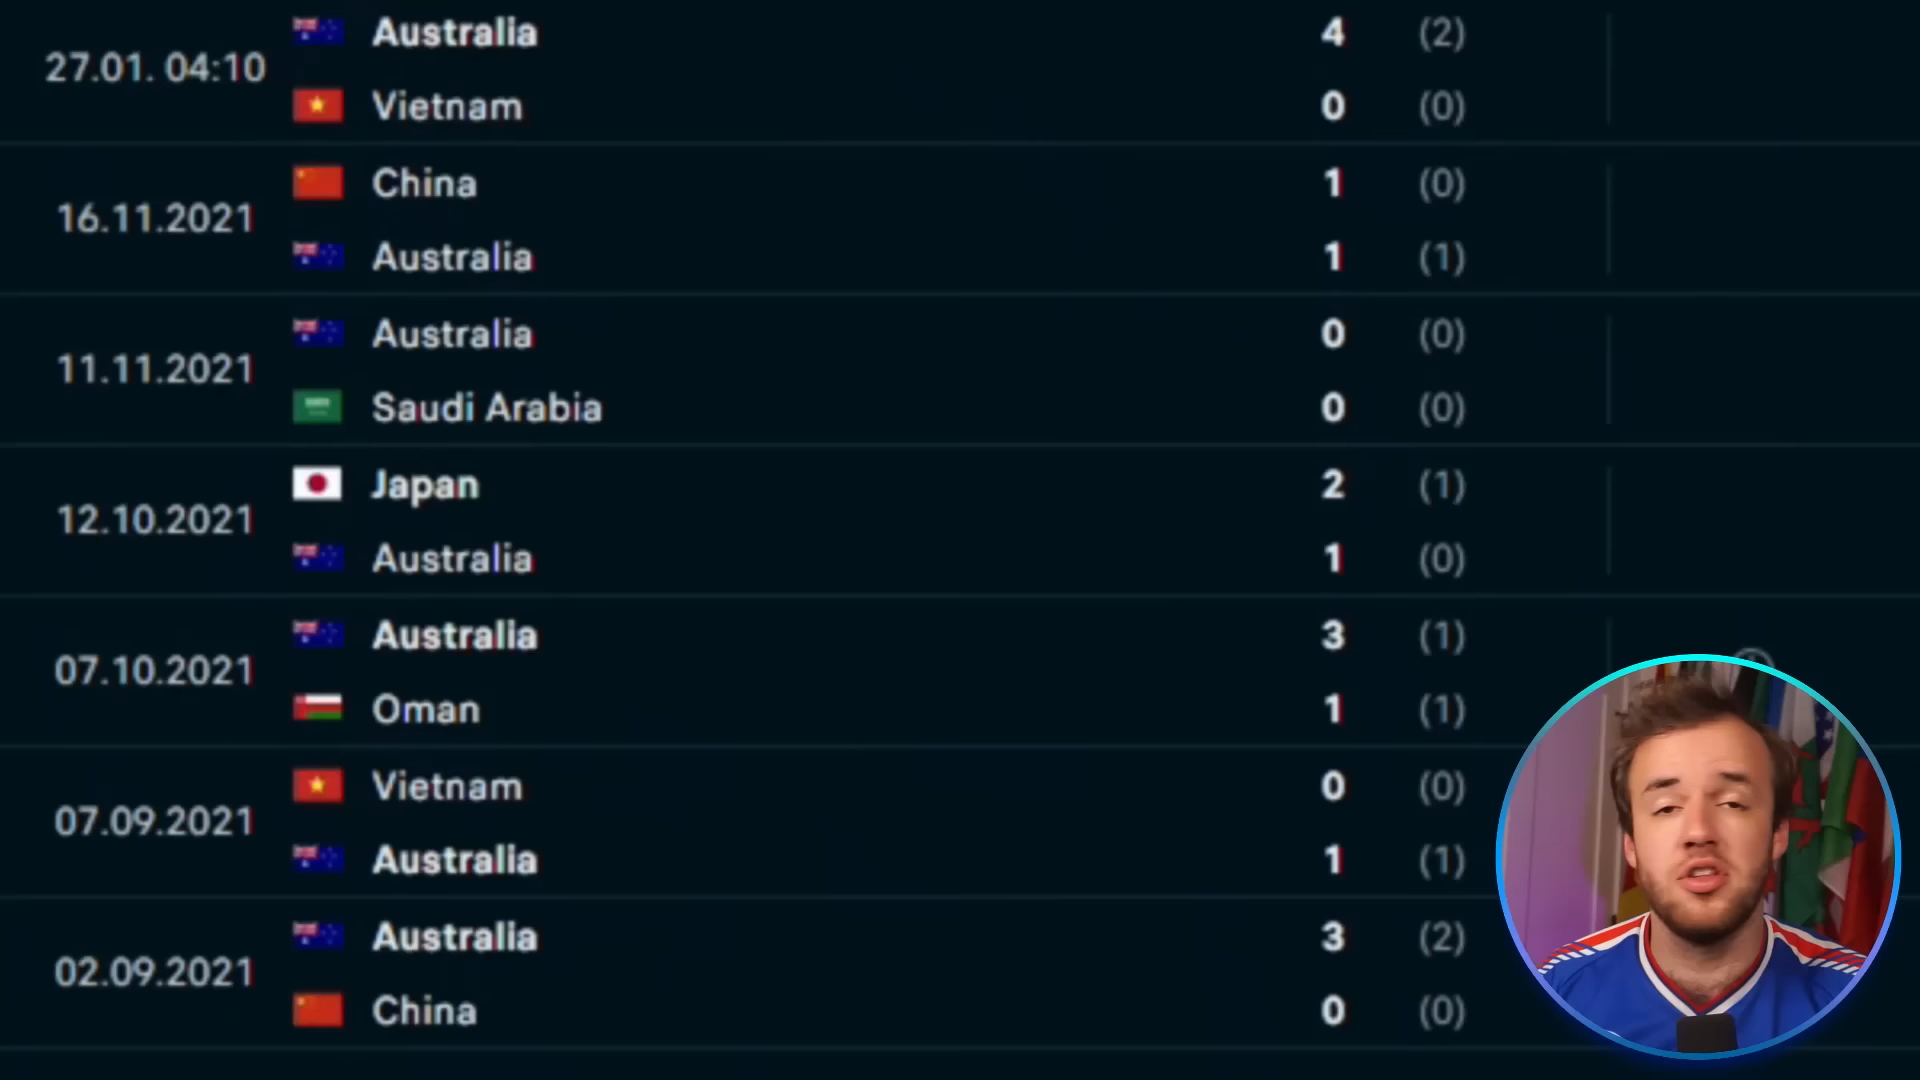 27.01. 04:10 Australia 4 (2)
Vietnam 0 (0)
16.11.2021 China 1 (0)
Australia 1 (1)
11.11.2021 Australia 0 (0)
Saudi Arabia 0 (0)
12.10.2021 Japan 2 (1)
Australia 1 (0)
07.10.2021 Australia 3 (1)
Oman 1 (1)
07.09.2021 Vietnam 0 (0)
Australia 1 (1)
02.09.2021 Australia 3 (2)
China 0 (0)